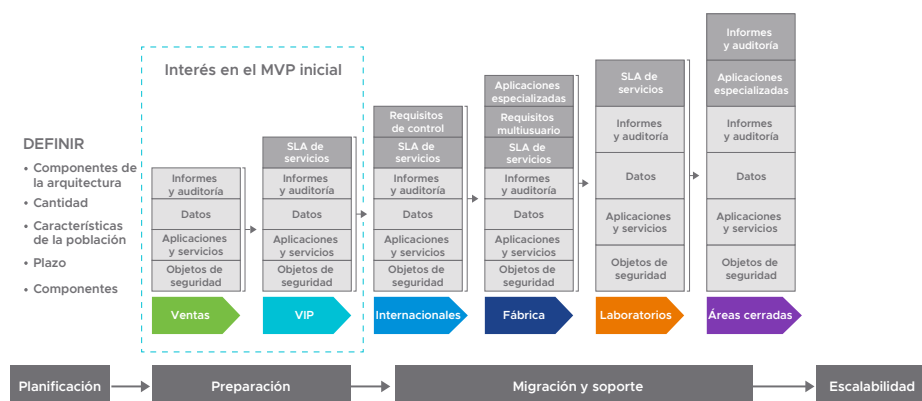 Interés en el MVP inicial
DEFINIR
• Componentes de
la arquitectura
• Cantidad
• Características
de la población
• Plazo
• Componentes
Informes
y auditoría
Datos
Aplicaciones
y servicios
Objetos de
seguridad
Ventas
SLA de
servicios
Informes
y auditoría
Datos
Aplicaciones
y servicios
Objetos de
seguridad
VIP
Requisitos
de control
SLA de
servicios
Informes
y auditoría
Datos
Aplicaciones
y servicios
Objetos de
seguridad
Internacionales
Aplicaciones
especializadas
Requisitos
multiusuario
SLA de
servicios
Informes
y auditoría
Datos
Aplicaciones
y servicios
Objetos de
seguridad
Fábrica
SLA de
servicios
Informes
y auditoría
Datos
Aplicaciones
y servicios
Objetos de
seguridad
Laboratorios
Informes
y auditoría
Aplicaciones
especializadas
Informes
y auditoría
Datos
Aplicaciones
y servicios
Objetos de
seguridad
Áreas cerradas
Planificación
Preparación
Migración y soporte
Escalabilidad